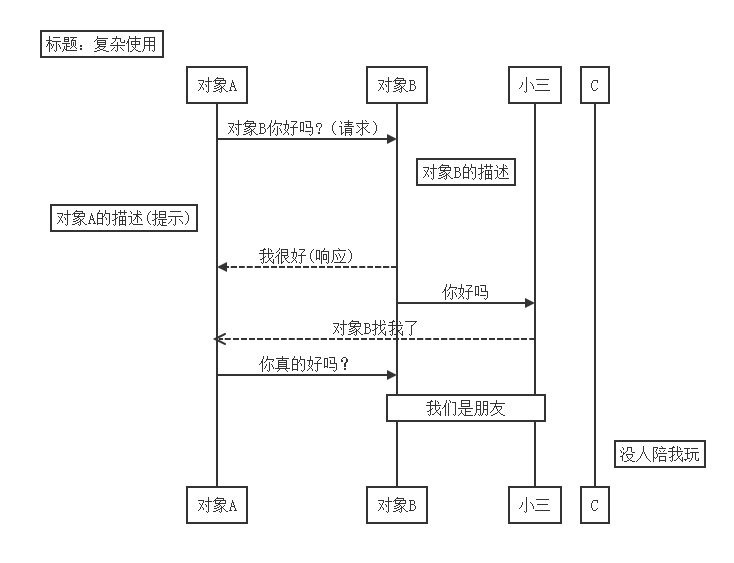 标题：复杂使用
对象A
对象B
小三
C
对象B你好吗?（请求）
对象B的描述
对象A的描述(提示)
我很好(响应)
你好吗
对象B找我了
你真的好吗？
我们是朋友
没人陪我玩
对象A
对象B
小三
C